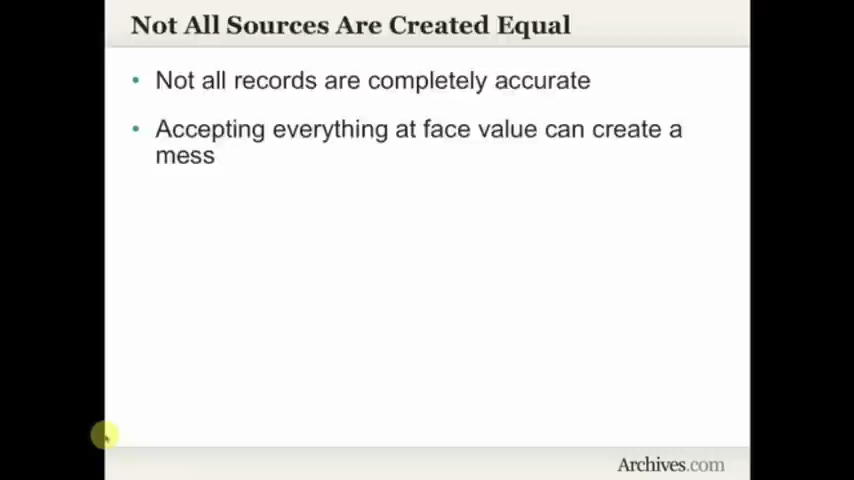 Not All Sources Are Created Equal
• Not all records are completely accurate
• Accepting everything at face value can create a
mess
Archives.com